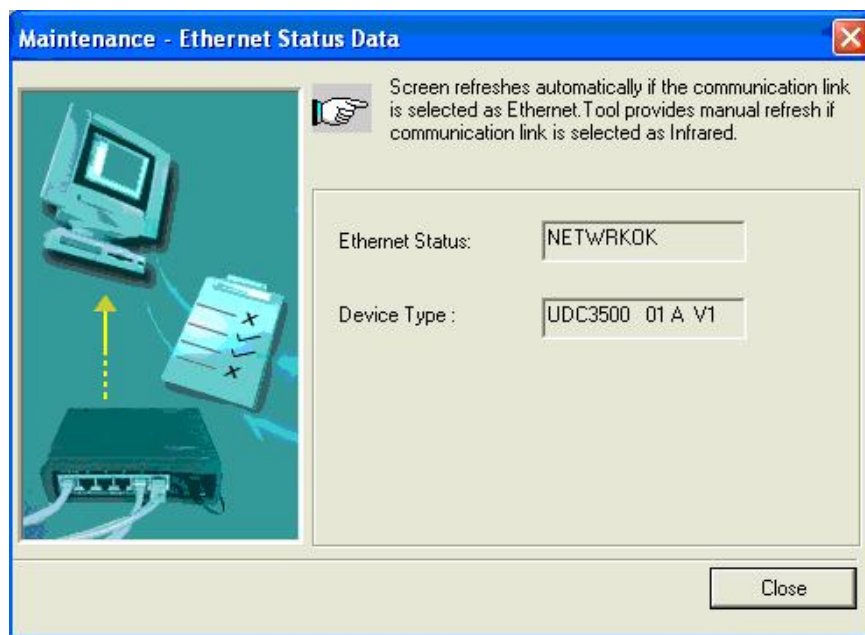 Maintenance - Ethernet Status Data
Screen refreshes automatically if the communication link
is selected as Ethernet.Tool provides manual refresh if
communication link is selected as Infrared.
Ethernet Status: NETWRKOK
Device Type : UDC3500 01 A V1
Close